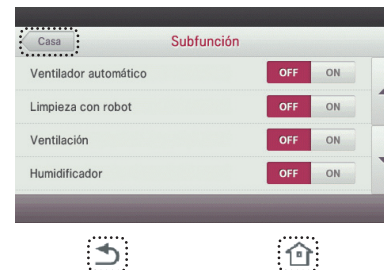 Casa Subfunción
Ventilador automático OFF ON
Limpieza con robot OFF ON
Ventilación OFF ON
Humidificador OFF ON